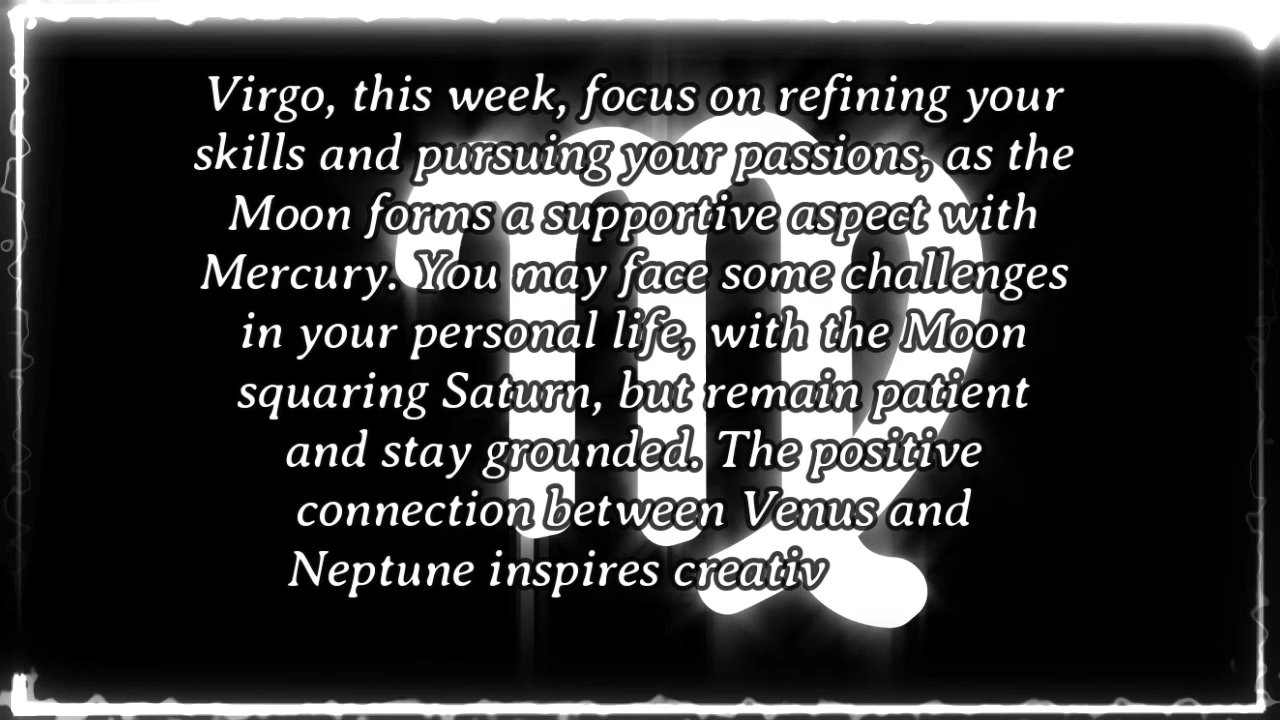 Virgo, this week, focus on refining your
skills and pursuing your passions, as the
Moon forms a supportive aspect with
Mercury. You may face some challenges
in your personal life, with the Moon
squaring Saturn, but remain patient
and stay grounded. The positive
connection between Venus and
Neptune inspires creativ